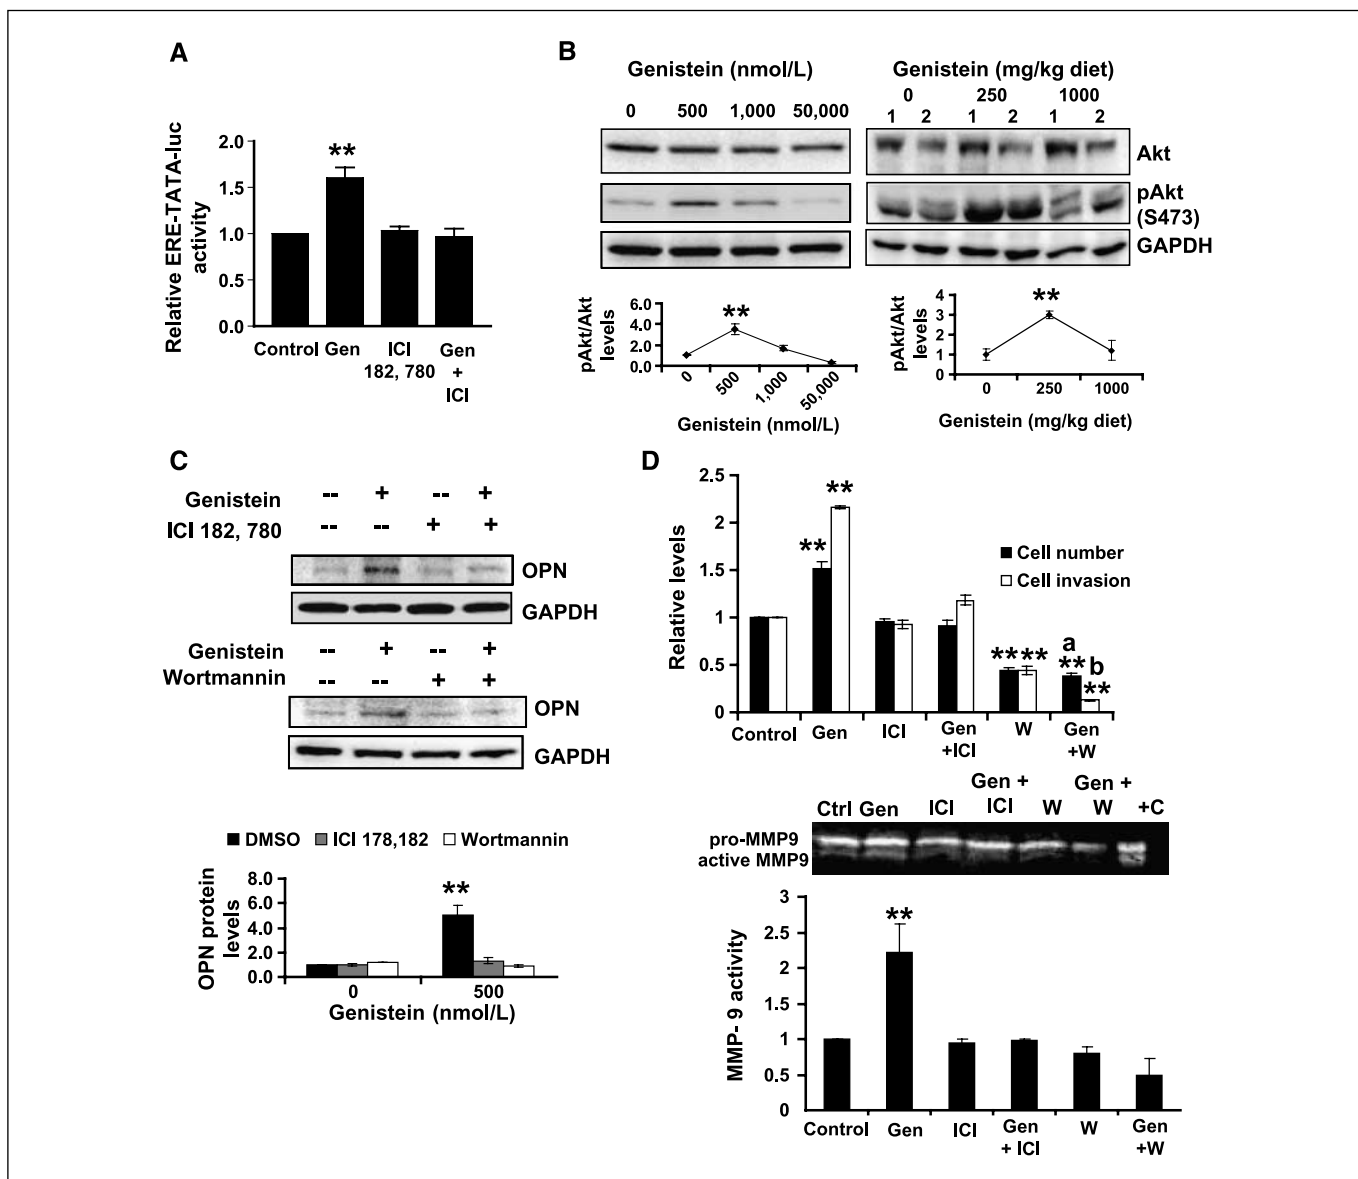 A
Relative ERE-TATA-luc
activity
2.0
1.5
1.0
0.5
0.0
**
Control Gen ICI Gen
182, 780 +
ICI
B
Genistein (nmol/L)
0 500 1,000 50,000
Genistein (mg/kg diet)
0 250 1000
1 2 1 2 1 2
Akt
pAkt
(S473)
GAPDH
pAkt/Akt
levels
6.0
4.0
2.0
0.0
**
0 500 1,000 50,000
Genistein (nmol/L)
pAkt/Akt
levels
4
3
2
1
0
**
0 250 1000
Genistein (mg/kg diet)
C
Genistein -- + -- +
ICI 182, 780 -- -- + +
OPN
GAPDH
Genistein -- + -- +
Wortmannin -- -- + +
OPN
GAPDH
DMSO ICI 178,182 Wortmannin
OPN protein
levels
8.0
6.0
4.0
2.0
0.0
**
0 500
Genistein (nmol/L)
D
Relative levels
2.5
2
1.5
1
0.5
0
** **
Cell number
Cell invasion
** **
a
**
b
**
Control Gen ICI Gen W Gen
+ICI +W
Gen + Gen +
Ctrl Gen ICI ICI W W +C
pro-MMP9
active MMP9
MMP- 9 activity
3
2.5
2
1.5
1
0.5
0
**
Control Gen ICI Gen W Gen
+ ICI +W